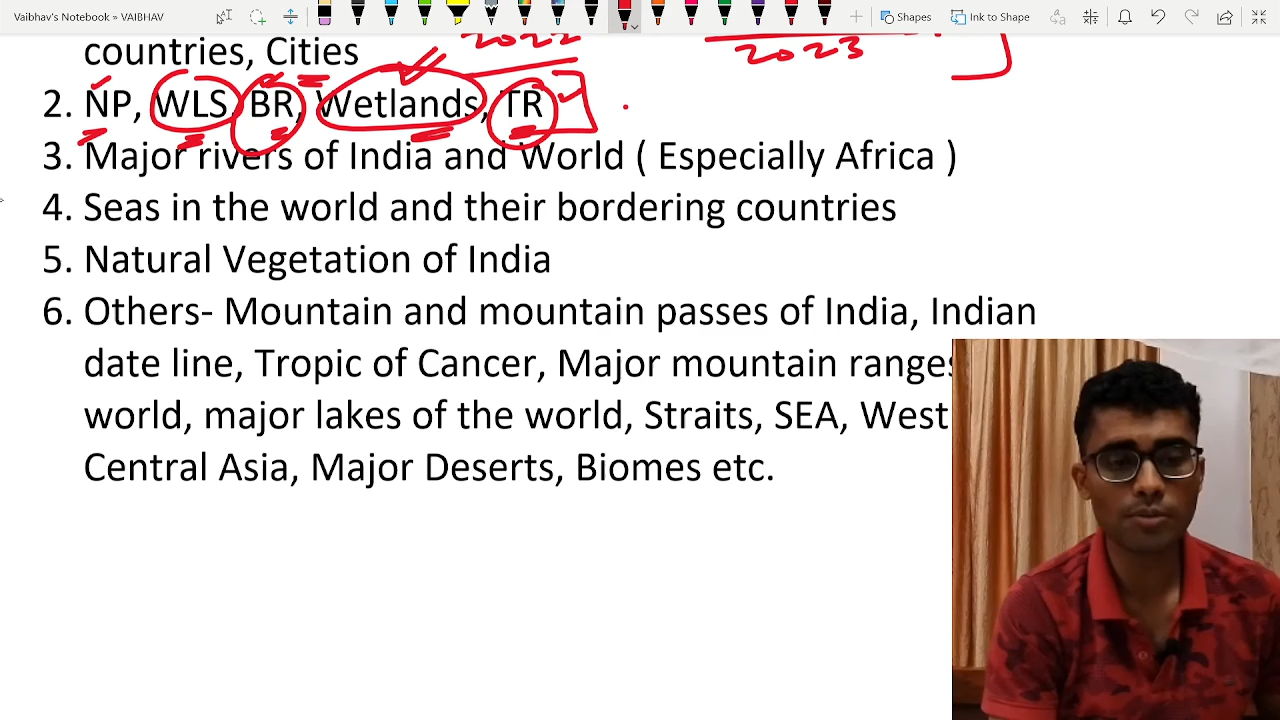 Vaibhav's Notebook » VAIBHAV
Shapes
Ink to Shape
countries, Cities
2022
2023
2. NP, WLS, BR, Wetlands, TR
3. Major rivers of India and World ( Especially Africa )
4. Seas in the world and their bordering countries
5. Natural Vegetation of India
6. Others- Mountain and mountain passes of India, Indian
date line, Tropic of Cancer, Major mountain ranges
world, major lakes of the world, Straits, SEA, West
Central Asia, Major Deserts, Biomes etc.